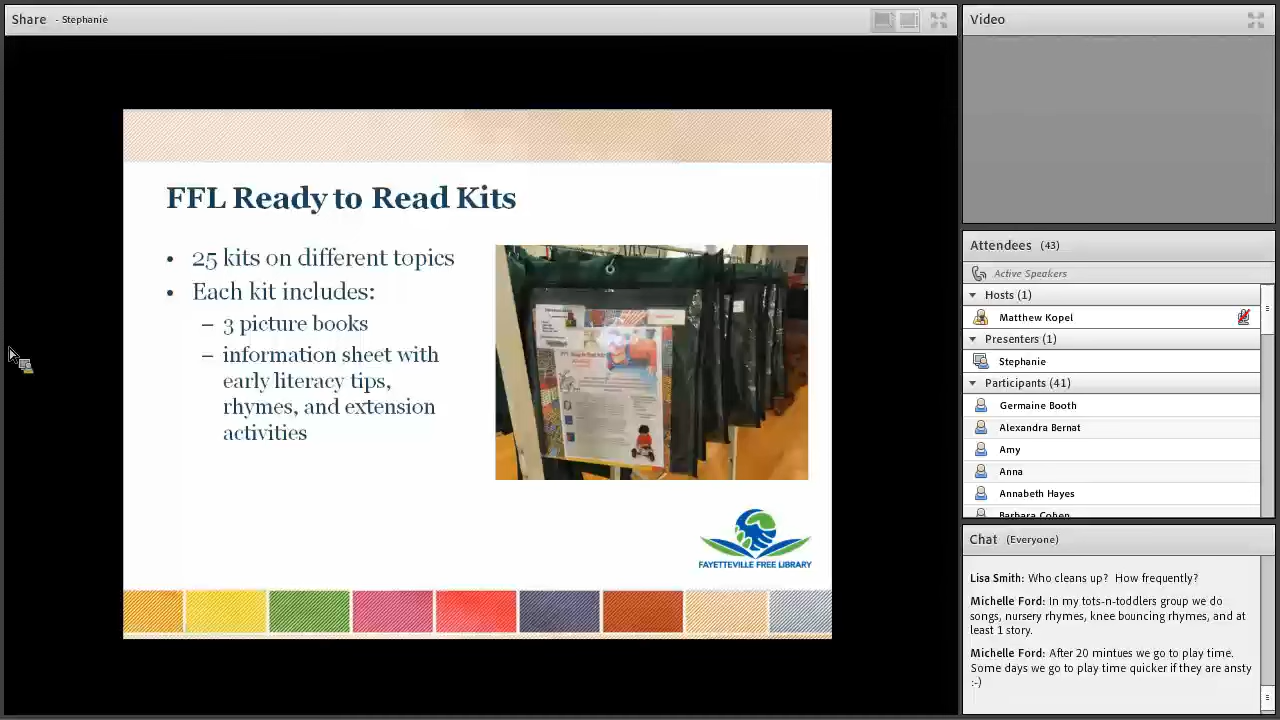 Share - Stephanie
FFL Ready to Read Kits
• 25 kits on different topics
• Each kit includes:
– 3 picture books
– information sheet with
early literacy tips,
rhymes, and extension
activities
FAYETTEVILLE FREE LIBRARY
Video
Attendees (43)
Active Speakers
Hosts (1)
Matthew Kopel
Presenters (1)
Stephanie
Participants (41)
Germaine Booth
Alexandra Bernat
Amy
Anna
Annabeth Hayes
Barbara Cohen
Chat (Everyone)
Lisa Smith: Who cleans up? How frequently?
Michelle Ford: In my tots-n-toddlers group we do
songs, nursery rhymes, knee bouncing rhymes, and at
least 1 story.
Michelle Ford: After 20 mintues we go to play time.
Some days we go to play time quicker if they are ansty
:-)